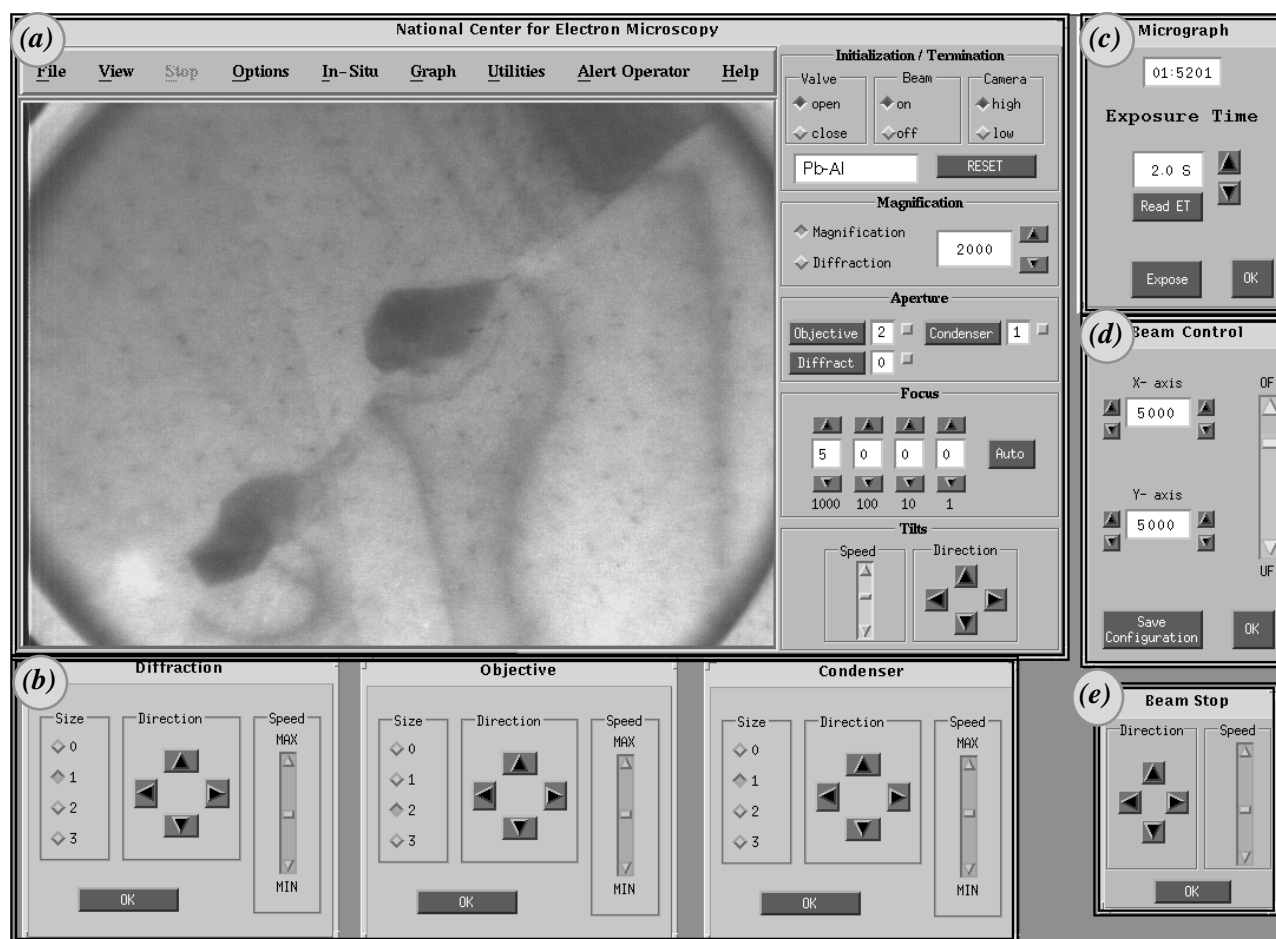 (a)
National Center for Electron Microscopy
File View Stop Options In-Situ Graph Utilities Alert Operator Help
Initialization / Termination
Valve Beam Camera
open on high
close off low
Pb-Al RESET
Magnification
Magnification
2000
Diffraction
Aperture
Objective 2 Condenser 1
Diffract 0
Focus
5 0 0 0 Auto
1000 100 10 1
Tilts
Speed Direction
(b)
Diffraction
Size Direction Speed
MAX
0
1
2
3
MIN
OK
Objective
Size Direction Speed
MAX
0
1
2
3
MIN
OK
Condenser
Size Direction Speed
MAX
0
1
2
3
MIN
OK
(c)
Micrograph
01:5201
Exposure Time
2.0 S
Read ET
Expose OK
(d)
Beam Control
X- axis OF
5000
Y- axis
5000
UF
Save
Configuration OK
(e)
Beam Stop
Direction Speed
OK